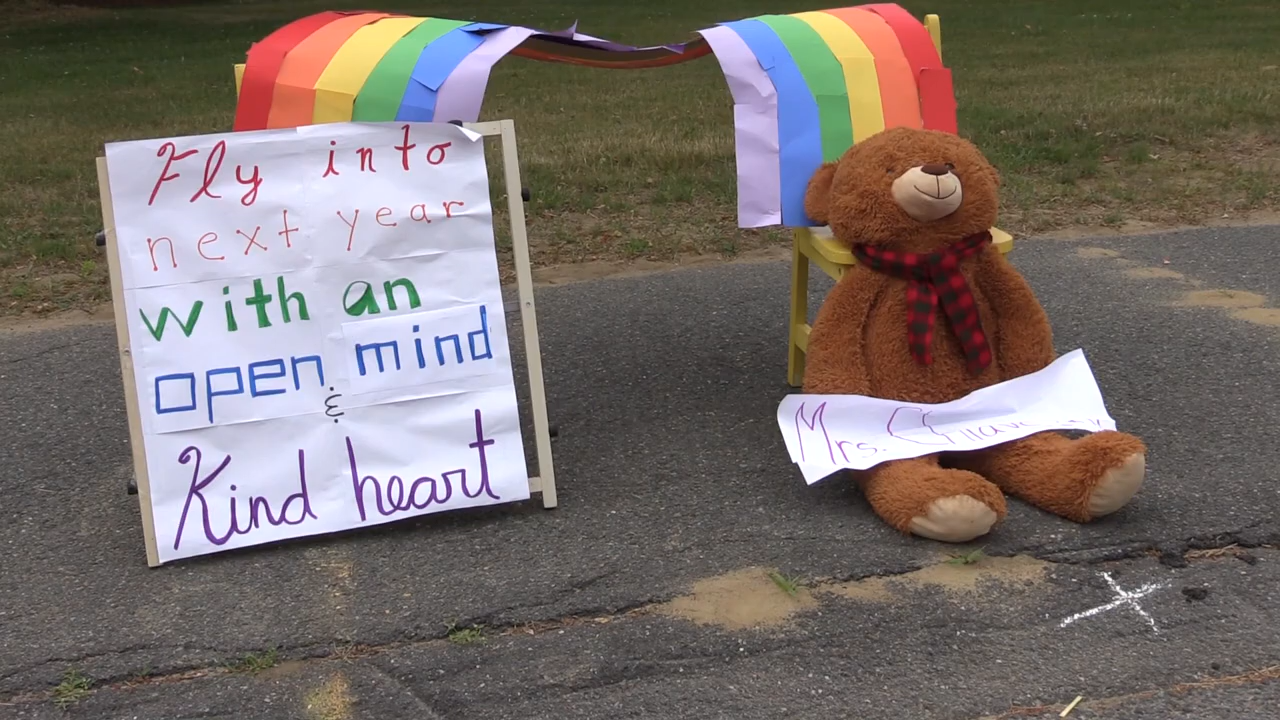 Fly into
next year
with an
open mind
&
Kind heart
Mrs.